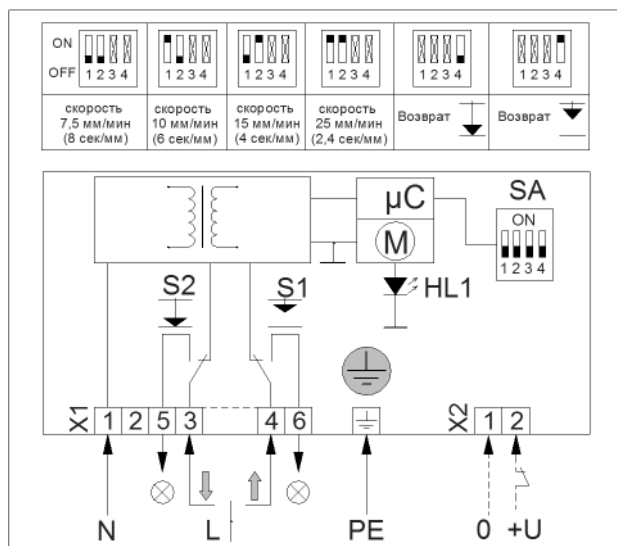 ON
OFF
1 2 3 4
1 2 3 4
1 2 3 4
1 2 3 4
1 2 3 4
1 2 3 4
скорость
7,5 мм/мин
(8 сек/мм)
скорость
10 мм/мин
(6 сек/мм)
скорость
15 мм/мин
(4 сек/мм)
скорость
25 мм/мин
(2,4 сек/мм)
Возврат
Возврат
µC
SA
ON
1 2 3 4
M
S2
S1
HL1
X1
1 2 5 3
4 6
X2
1 2
N
L
PE
0
+U